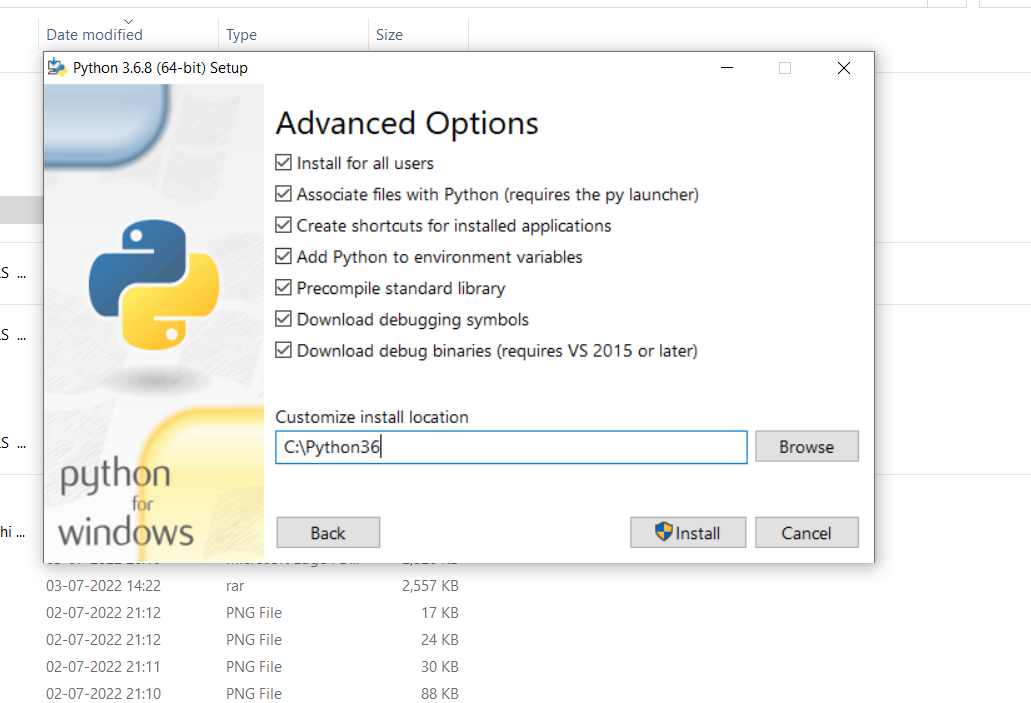 Date modified Type Size
Python 3.6.8 (64-bit) Setup
Advanced Options
Install for all users
Associate files with Python (requires the py launcher)
Create shortcuts for installed applications
Add Python to environment variables
Precompile standard library
Download debugging symbols
Download debug binaries (requires VS 2015 or later)
Customize install location
C:\Python36
Browse
Back
Install
Cancel
python
for
windows
S ...
S ...
S ...
hi ...
03-07-2022 14:22 rar 2,557 KB
02-07-2022 21:12 PNG File 17 KB
02-07-2022 21:12 PNG File 24 KB
02-07-2022 21:11 PNG File 30 KB
02-07-2022 21:10 PNG File 88 KB